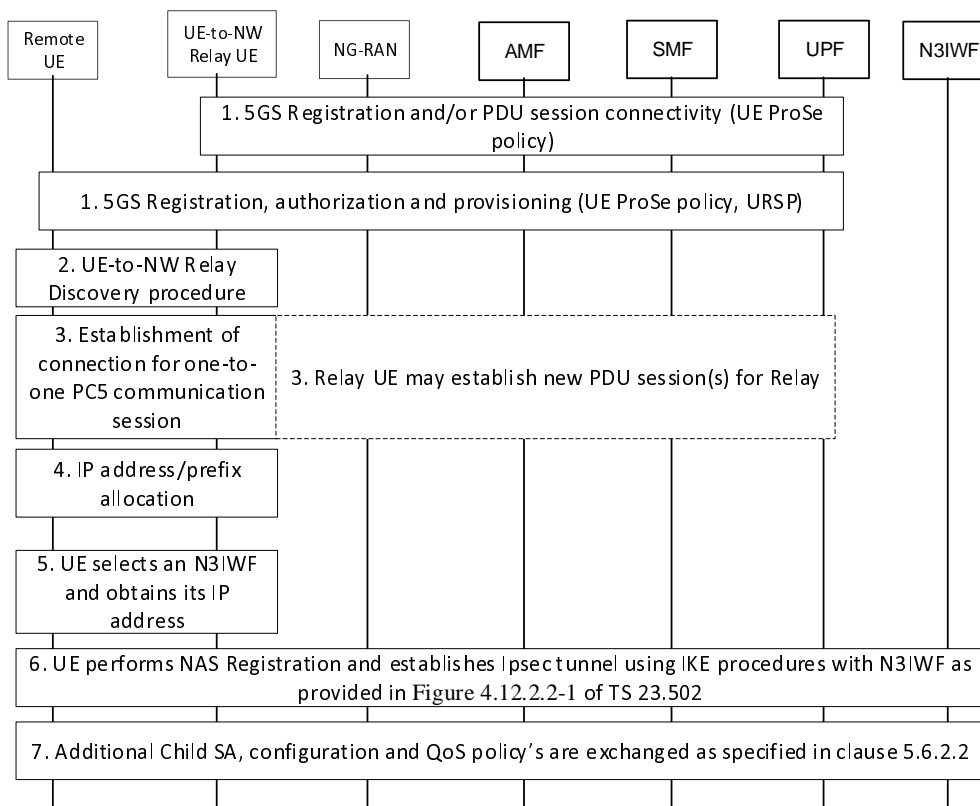 Remote
UE
UE-to-NW
Relay UE
NG-RAN
AMF
SMF
UPF
N3IWF
1. 5GS Registration and/or PDU session connectivity (UE ProSe
policy)
1. 5GS Registration, authorization and provisioning (UE ProSe policy, URSP)
2. UE-to-NW Relay
Discovery procedure
3. Establishment of
connection for one-to-
one PC5 communication
session
3. Relay UE may establish new PDU session(s) for Relay
4. IP address/prefix
allocation
5. UE selects an N3IWF
and obtains its IP
address
6. UE performs NAS Registration and establishes Ipsec tunnel using IKE procedures with N3IWF as
provided in Figure 4.12.2.2-1 of TS 23.502
7. Additional Child SA, configuration and QoS policy's are exchanged as specified in clause 5.6.2.2